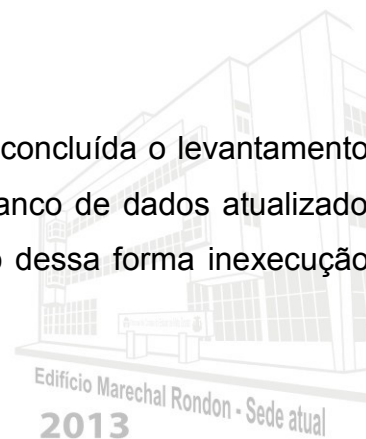 concluída o levantamento
anco de dados atualizado
o dessa forma inexecução
Edifício Marechal Rondon - Sede atual
2013